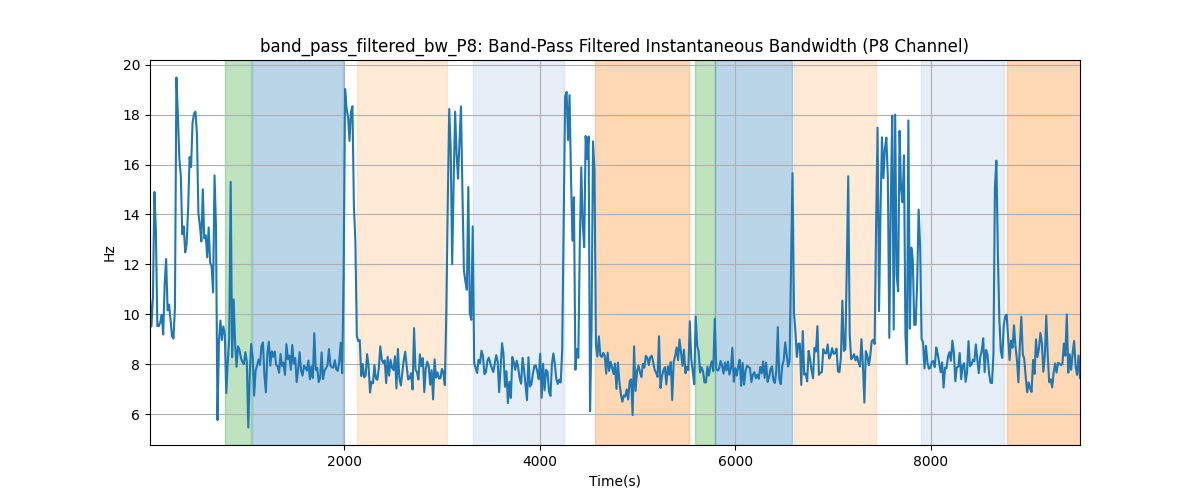 band_pass_filtered_bw_P8: Band-Pass Filtered Instantaneous Bandwidth (P8 Channel)
20
18
16
14
12
10
8
6
Hz
2000 4000 6000 8000
Time(s)